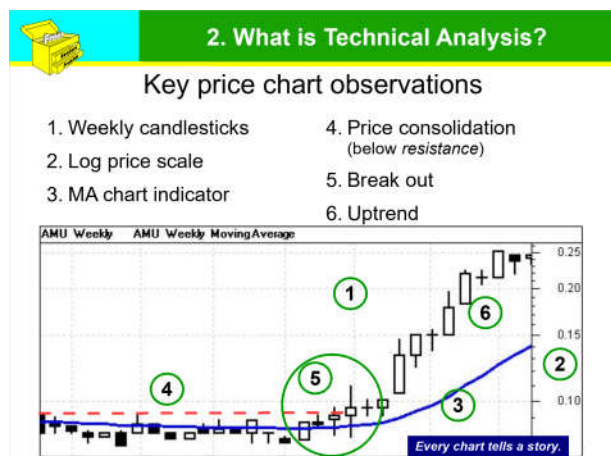 2. What is Technical Analysis?
Key price chart observations
1. Weekly candlesticks
2. Log price scale
3. MA chart indicator
4. Price consolidation
(below resistance)
5. Break out
6. Uptrend
AMU Weekly AMU Weekly Moving Average
0.25
0.20
0.15
0.10
1
2
3
4
5
6
Every chart tells a story.